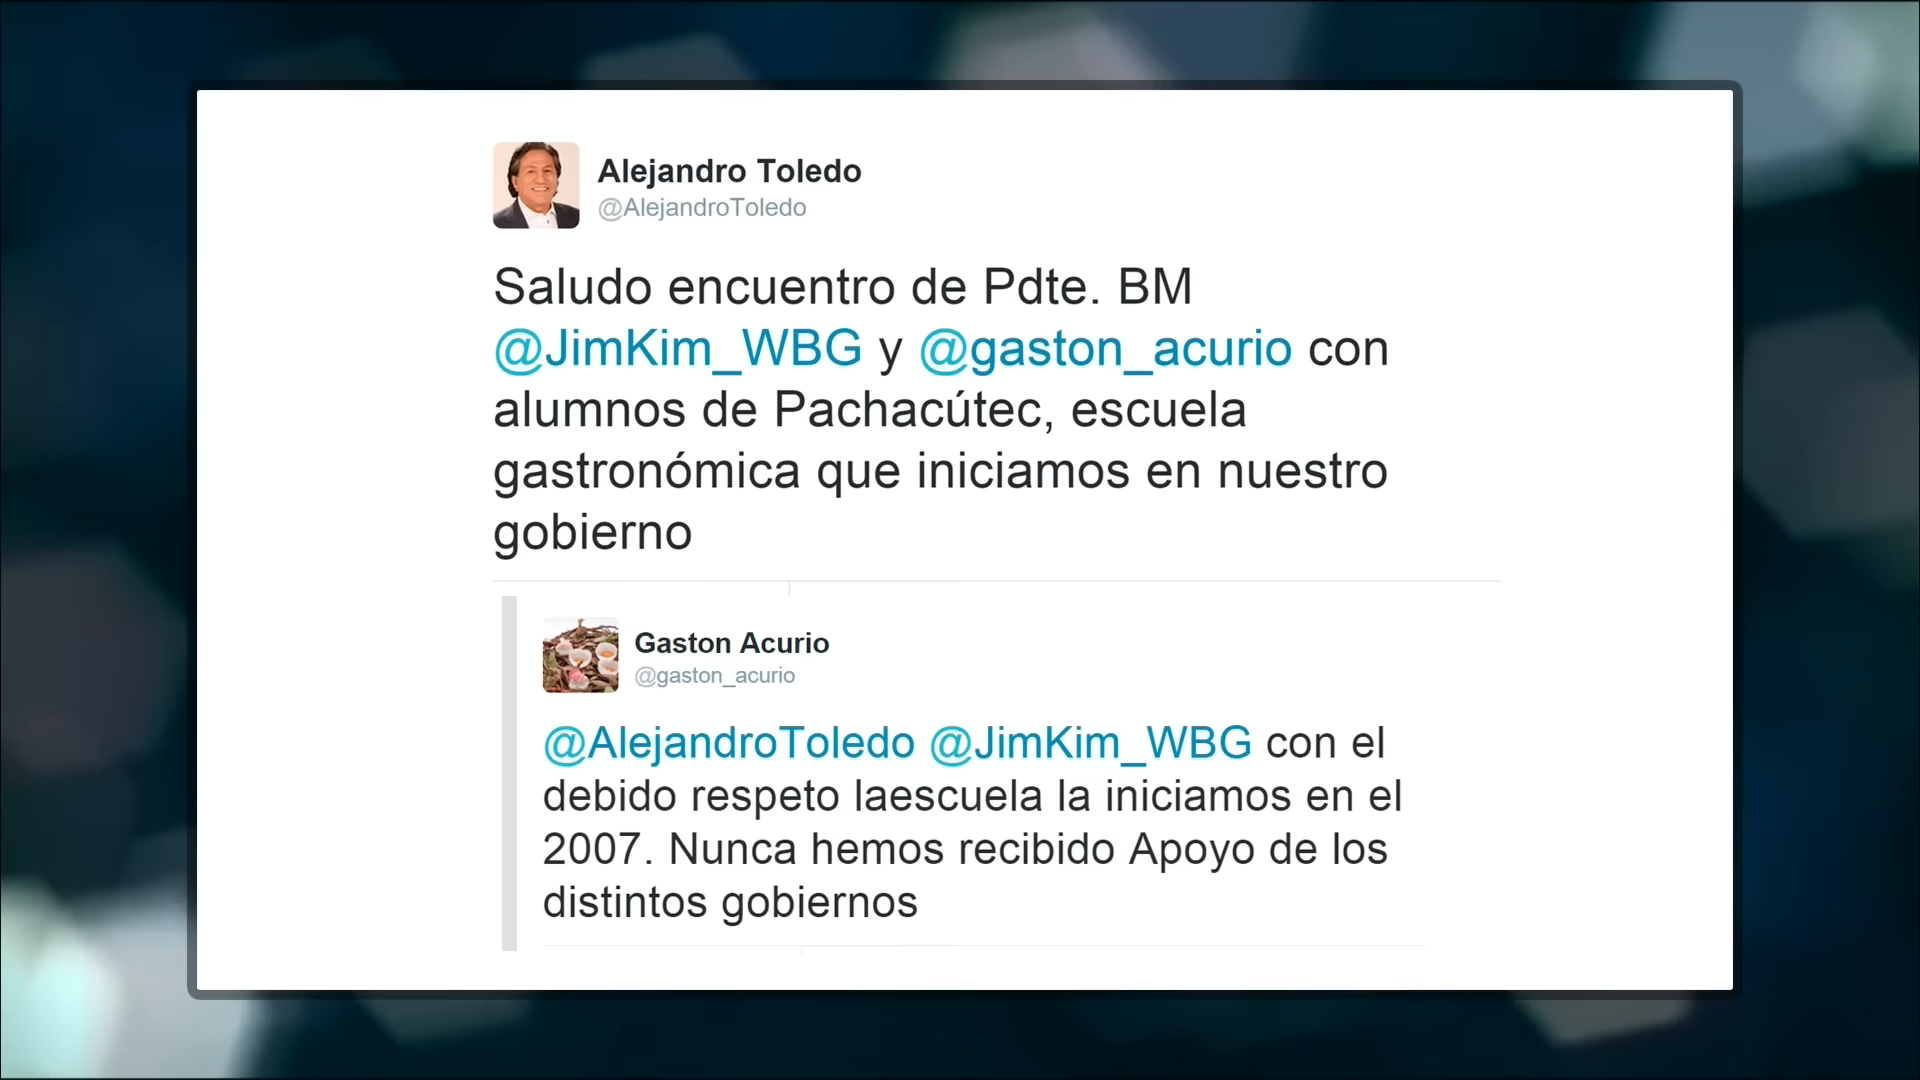 Alejandro Toledo
@AlejandroToledo
Saludo encuentro de Pdte. BM
@JimKim_WBG y @gaston_acurio con
alumnos de Pachacútec, escuela
gastronómica que iniciamos en nuestro
gobierno
Gaston Acurio
@gaston_acurio
@AlejandroToledo @JimKim_WBG con el
debido respeto laescuela la iniciamos en el
2007. Nunca hemos recibido Apoyo de los
distintos gobiernos